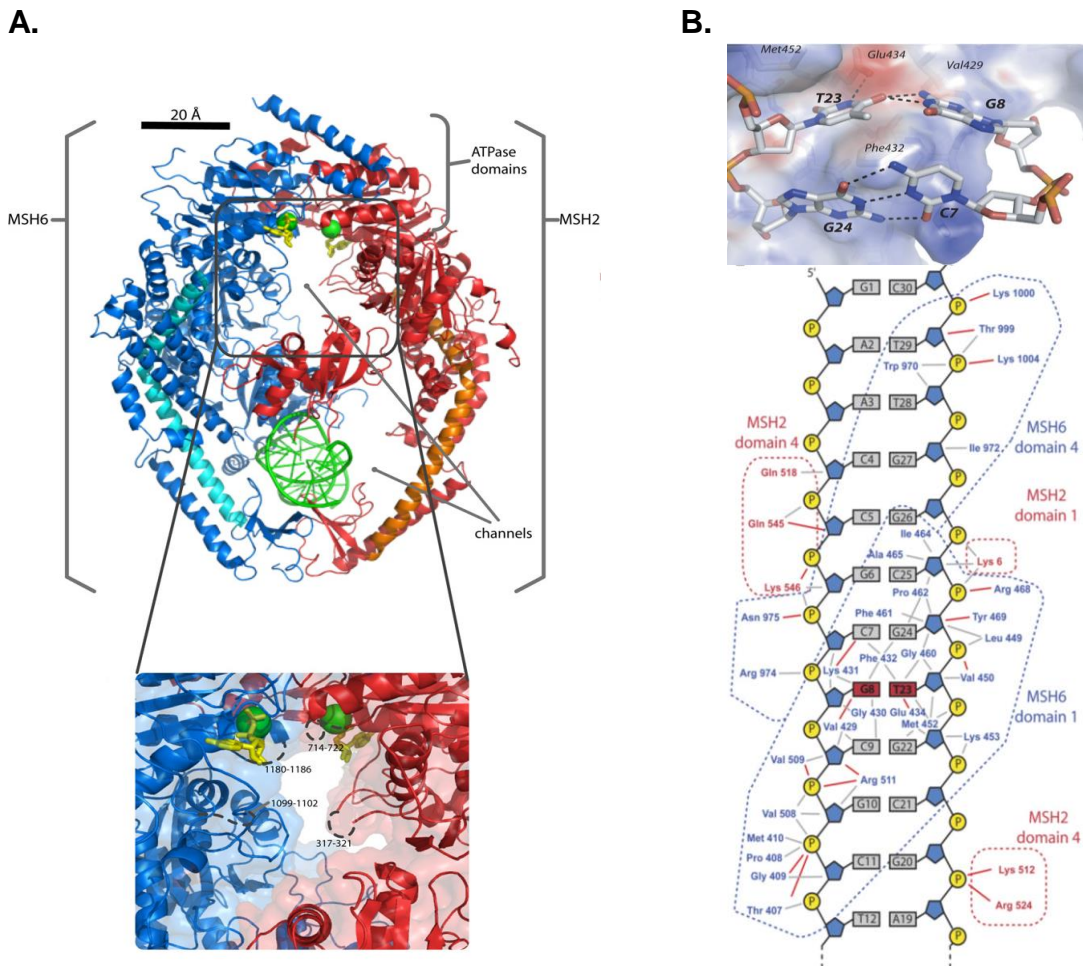 A.
B.
20 Å
MSH6
ATPase
domains
MSH2
channels
714-722
1180-1186
1099-1102
317-321
Met452
Glu434
Val429
T23
G8
Phe432
G24
C7
5'
G1 C30
P
Lys 1000
P
A2 T29
Thr 999
P
Lys 1004
Trp 970
P
A3 T28
MSH2
domain 4
MSH6
domain 4
P
P
Gln 518
C4 G27
Ile 972
P
P
MSH2
domain 1
Gln 545
C5 G26
Ile 464
P
Ala 465
Lys 6
P
Lys 546
G6 C25
Pro 462
P
Arg 468
Asn 975
P
Phe 461
Tyr 469
C7 G24
Leu 449
Phe 432
Gly 460
P
Arg 974
P
Lys 431
Val 450
G8 T23
MSH6
domain 1
Gly 430
Glu 434
P
P
Val 429
Met 452
Lys 453
C9 G22
Val 509
P
P
Arg 511
G10 C21
Val 508
P
MSH2
domain 4
Met 410
P
Pro 408
C11 G20
Gly 409
P
Lys 512
Thr 407
P
Arg 524
T12 A19
P